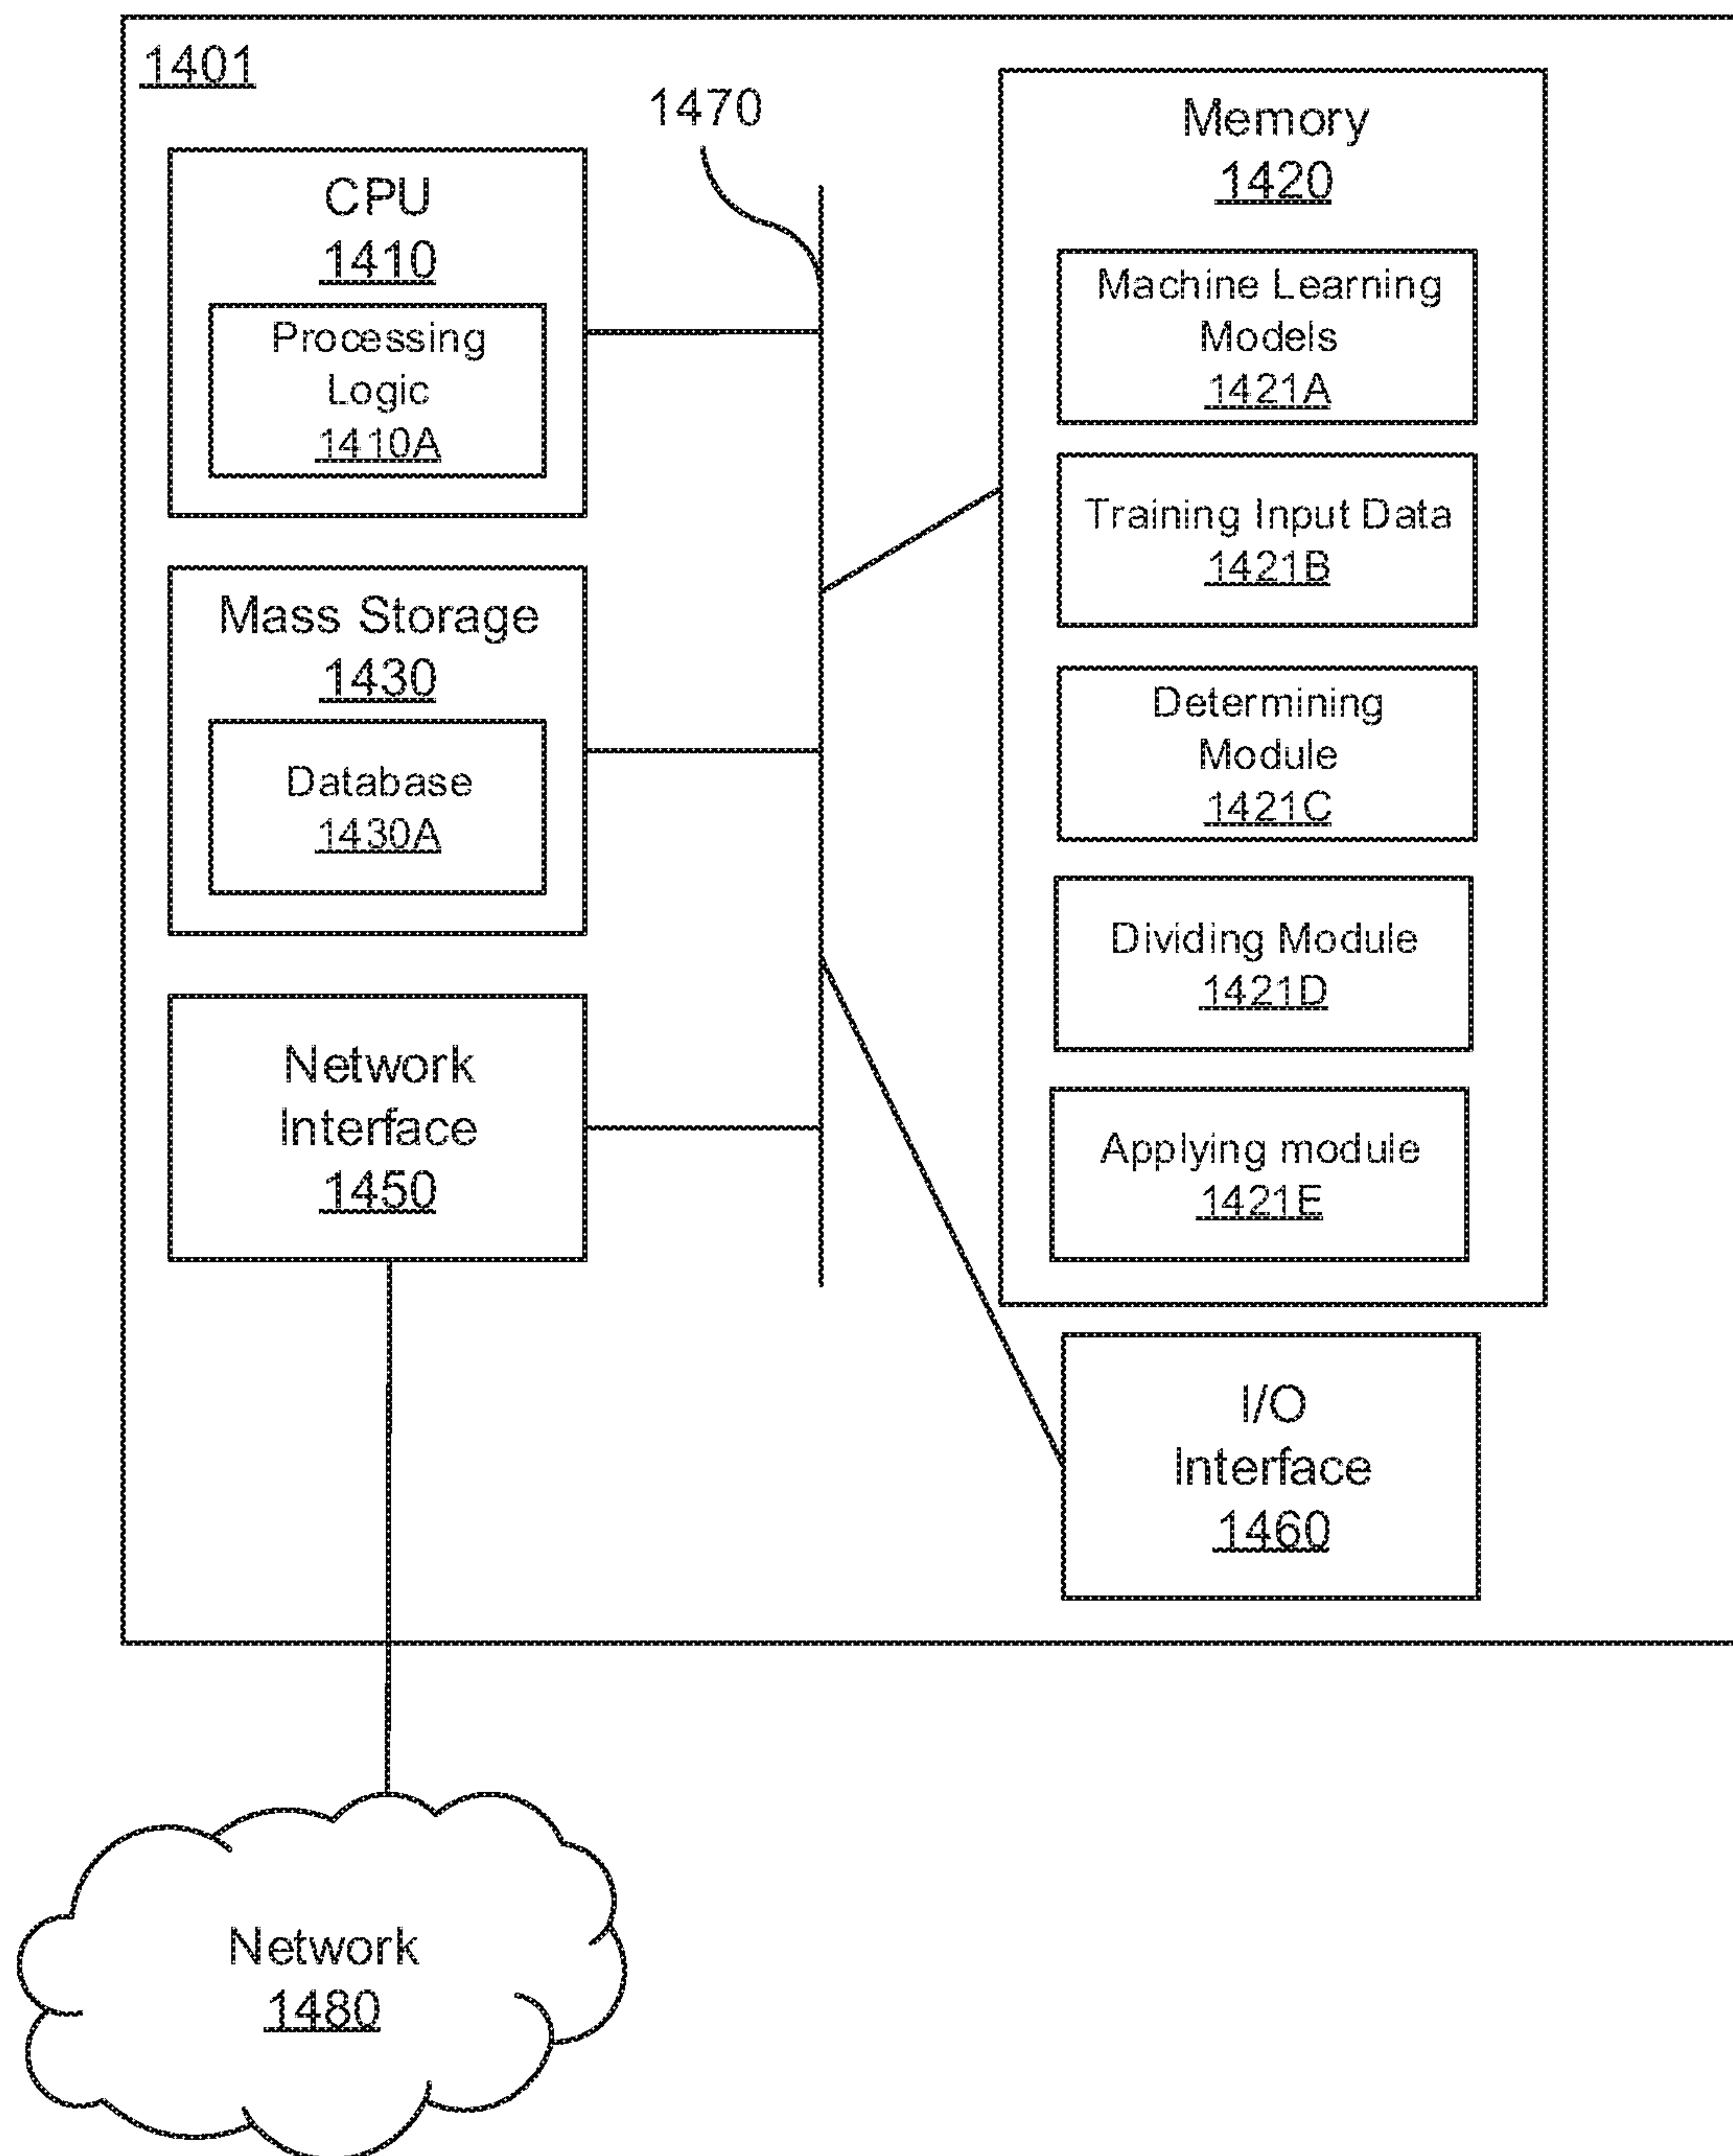 1401
1470
CPU
1410
Processing
Logic
1410A
Mass Storage
1430
Database
1430A
Network
Interface
1450
Memory
1420
Machine Learning
Models
1421A
Training Input Data
1421B
Determining
Module
1421C
Dividing Module
1421D
Applying module
1421E
I/O
Interface
1460
Network
1480